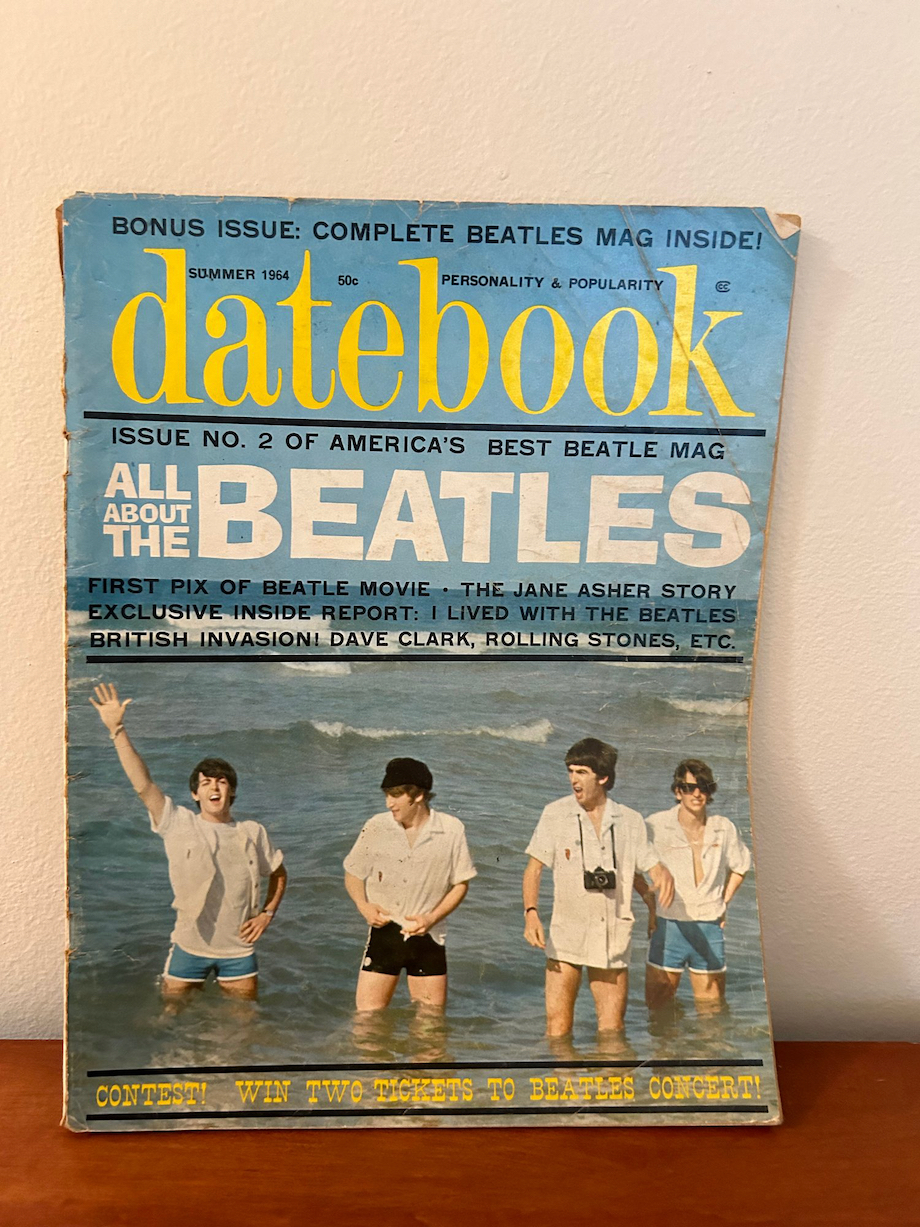 BONUS ISSUE: COMPLETE BEATLES MAG INSIDE!
SUMMER 1964 50c PERSONALITY & POPULARITY CC
datebook
ISSUE NO. 2 OF AMERICA'S BEST BEATLE MAG
ALL ABOUT THE BEATLES
FIRST PIX OF BEATLE MOVIE • THE JANE ASHER STORY
EXCLUSIVE INSIDE REPORT: I LIVED WITH THE BEATLES
BRITISH INVASION! DAVE CLARK, ROLLING STONES, ETC.
CONTEST! WIN TWO TICKETS TO BEATLES CONCERT!